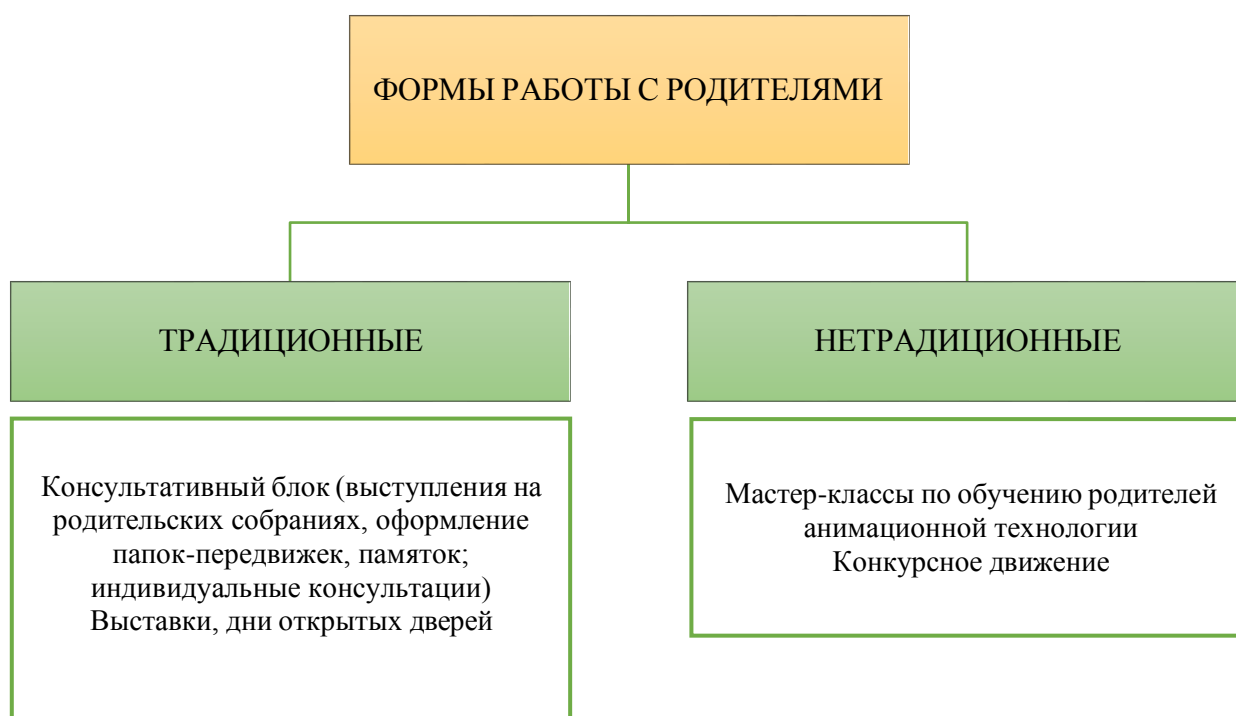 ФОРМЫ РАБОТЫ С РОДИТЕЛЯМИ
ТРАДИЦИОННЫЕ
Консультативный блок (выступления на
родительских собраниях, оформление
папок-передвижек, памяток;
индивидуальные консультации)
Выставки, дни открытых дверей
НЕТРАДИЦИОННЫЕ
Мастер-классы по обучению родителей
анимационной технологии
Конкурсное движение